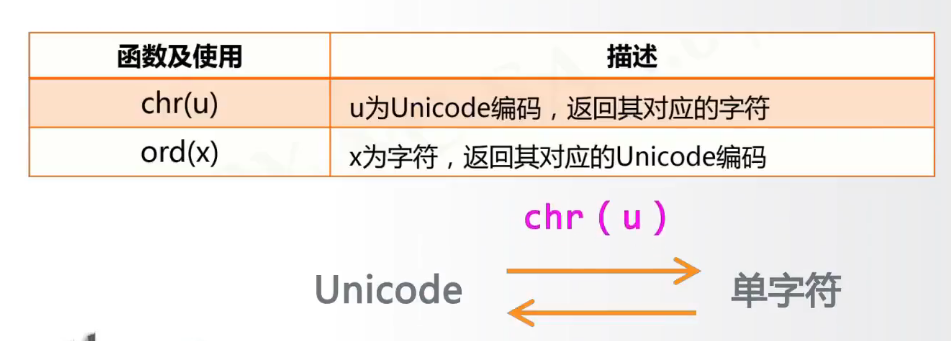 函数及使用 描述
chr(u) u为Unicode编码，返回其对应的字符
ord(x) x为字符，返回其对应的Unicode编码
chr（u）
Unicode 单字符